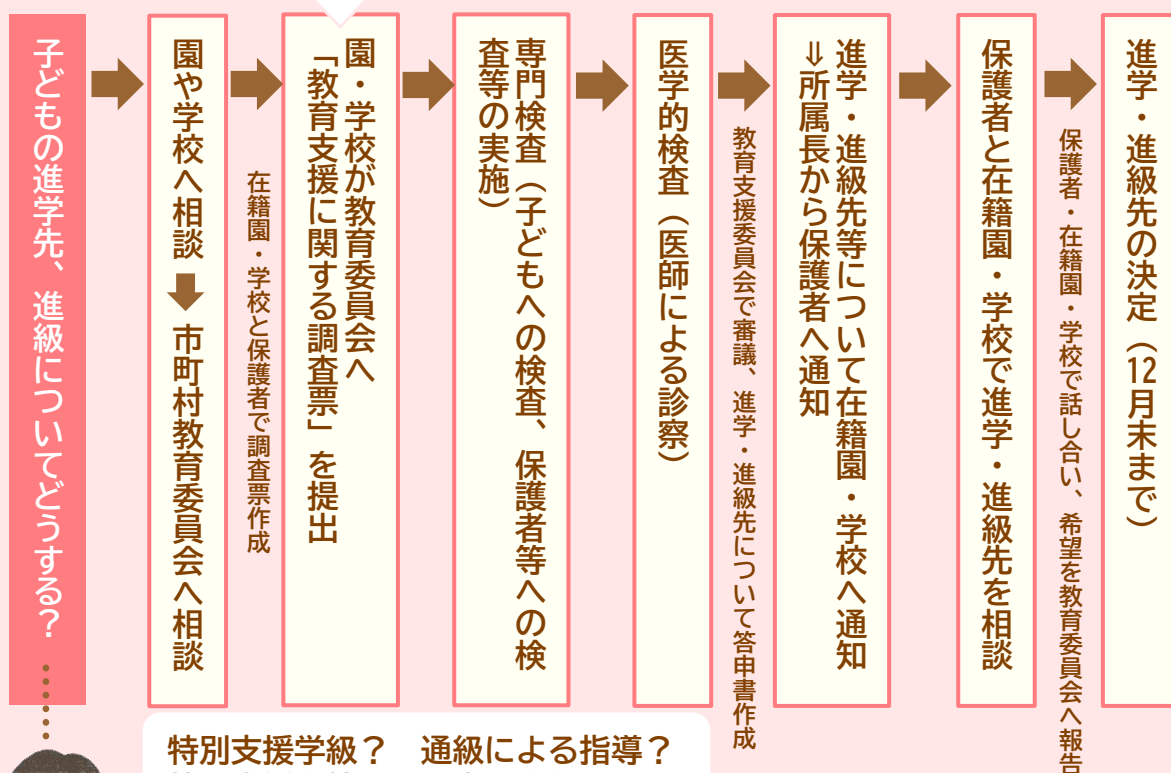 子どもの進学先、進級についてどうする？……
園や学校へ相談
市町村教育委員会へ相談
在籍園・学校と保護者で調査票作成
園・学校が教育委員会へ
「教育支援に関する調査票」を提出
専門検査（子どもへの検査、保護者等への検
査等の実施）
医学的検査（医師による診察）
教育支援委員会で審議、進学・進級先について答申書作成
進学・進級先等について在籍園・学校へ通知
⇓所属長から保護者へ通知
保護者と在籍園・学校で進学・進級先を相談
保護者・在籍園・学校で話し合い、希望を教育委員会へ報告
進学・進級先の決定（12月末まで）
特別支援学級？　通級による指導？